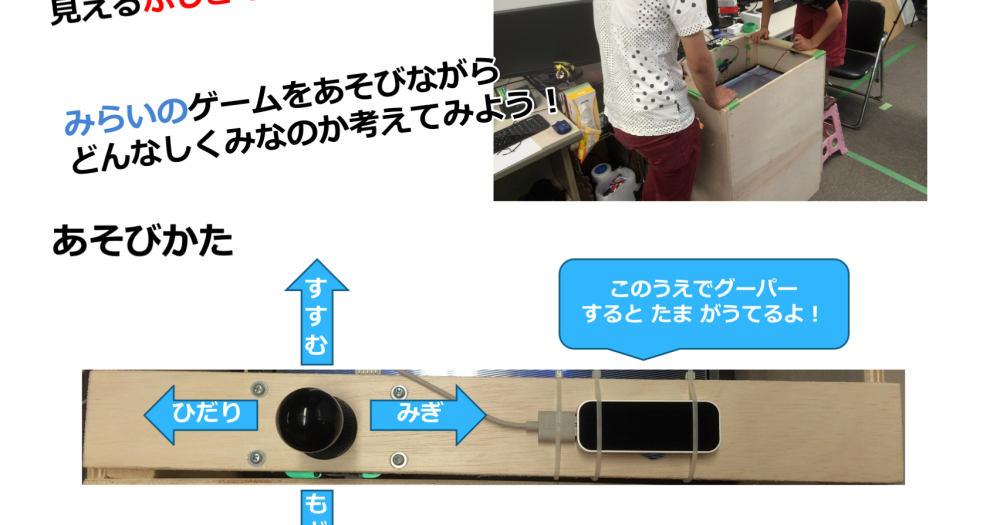 見える
みらいのゲームをあそびながら
どんなしくみなのか考えてみよう！
あそびかた
すすむ
このうえでグーパー
すると たま がうてるよ！
ひだり
みぎ
も